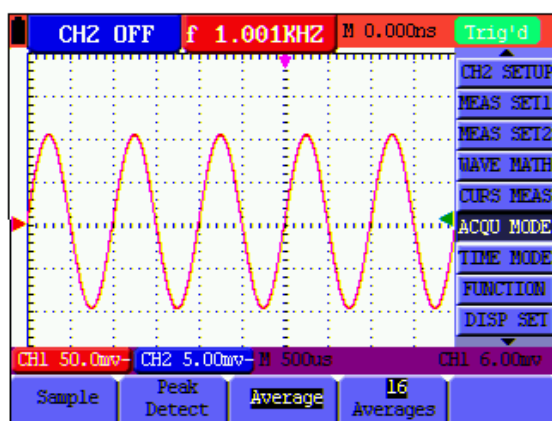 CH2 OFF f 1.001KHZ M 0.000ns Trig'd
CH2 SETUP
MEAS SET1
MEAS SET2
WAVE MATH
CURS MEAS
ACQU MODE
TIME MODE
FUNCTION
DISP SET
CH1 50.0mv- CH2 5.00mv- M 500us CH1 6.00mv
Sample Peak Detect Average 16 Averages